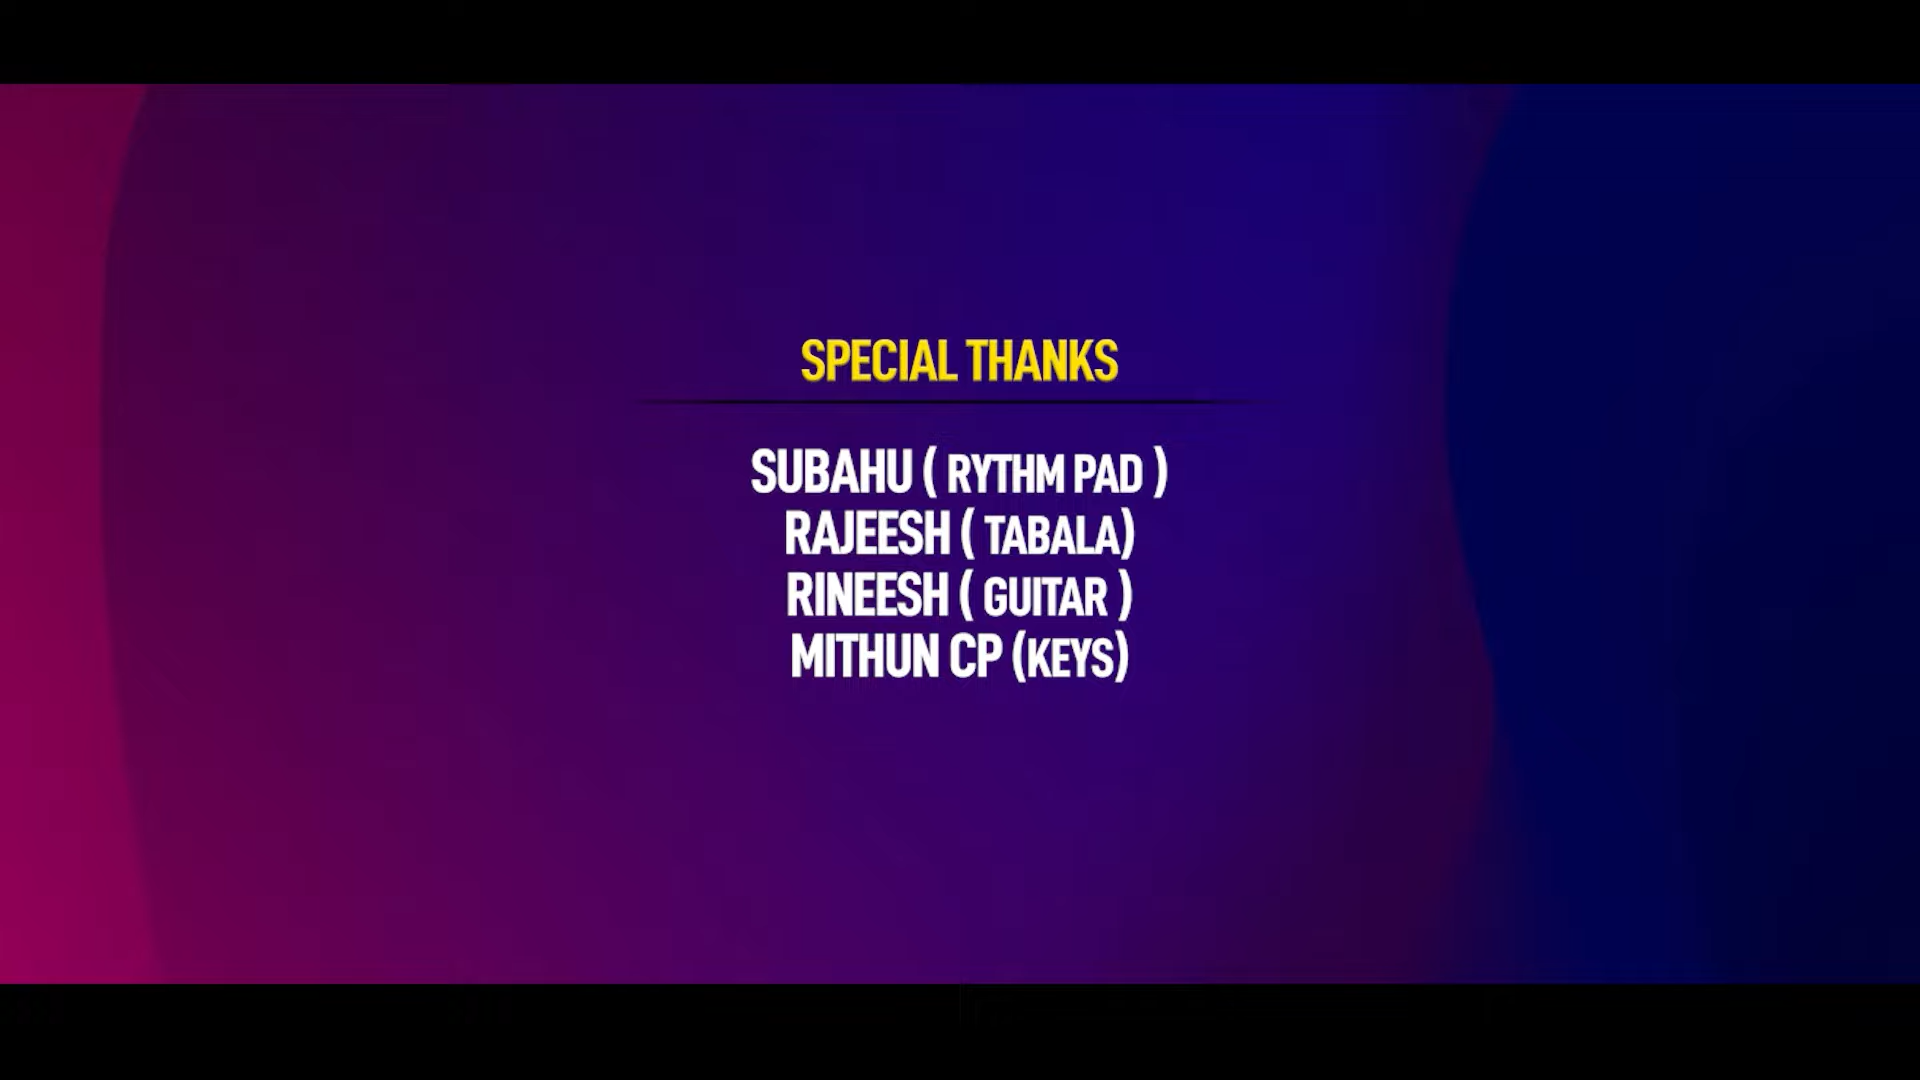 SPECIAL THANKS
SUBAHU ( RYTHM PAD )
RAJEESH ( TABALA)
RINEESH ( GUITAR )
MITHUN CP (KEYS)